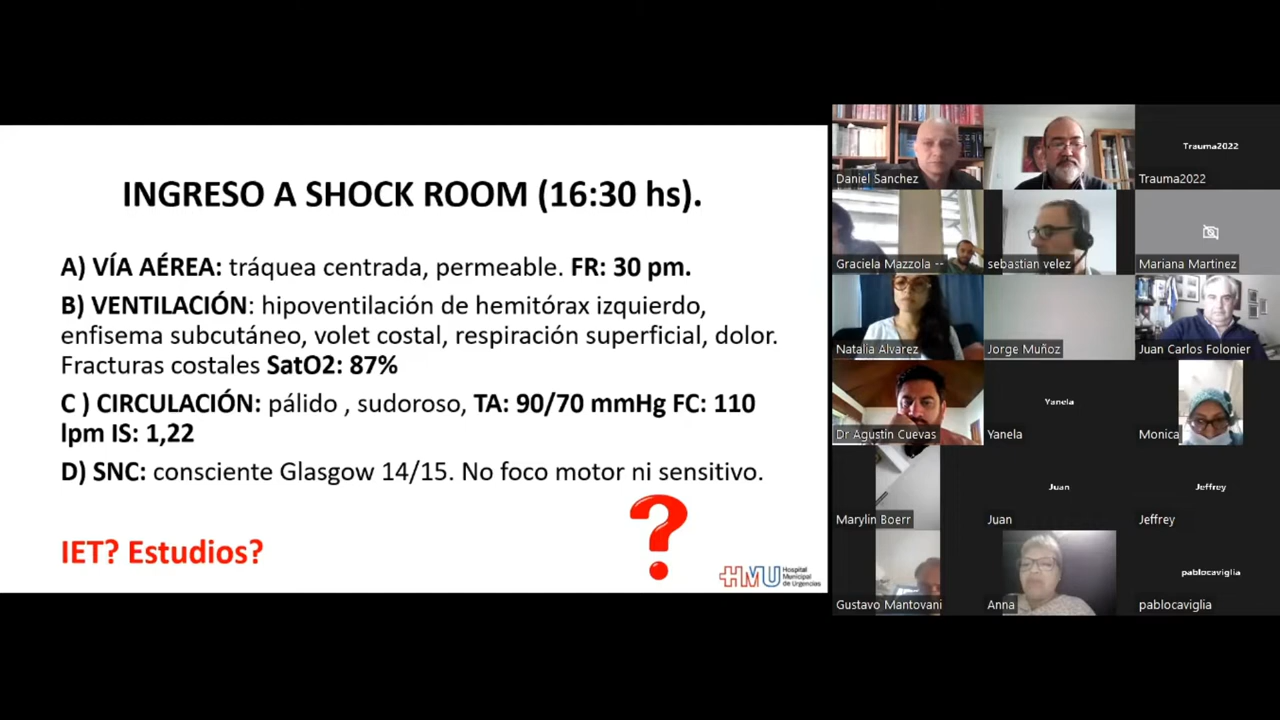 INGRESO A SHOCK ROOM (16:30 hs).
A) VÍA AÉREA: tráquea centrada, permeable. FR: 30 pm.
B) VENTILACIÓN: hipoventilación de hemitórax izquierdo,
enfisema subcutáneo, volet costal, respiración superficial, dolor.
Fracturas costales SatO2: 87%
C ) CIRCULACIÓN: pálido , sudoroso, TA: 90/70 mmHg FC: 110
lpm IS: 1,22
D) SNC: consciente Glasgow 14/15. No foco motor ni sensitivo.
IET? Estudios?
?
HMU Hospital
Municipal
de Urgencias
Daniel Sanchez
Trauma2022
Trauma2022
Graciela Mazzola --
sebastian velez
Mariana Martinez
Natalia Alvarez
Jorge Muñoz
Juan Carlos Folonier
Dr Agustin Cuevas
Yanela
Yanela
Monica
Marylin Boerr
Juan
Juan
Jeffrey
Jeffrey
Gustavo Mantovani
Anna
pablocaviglia
pablocaviglia